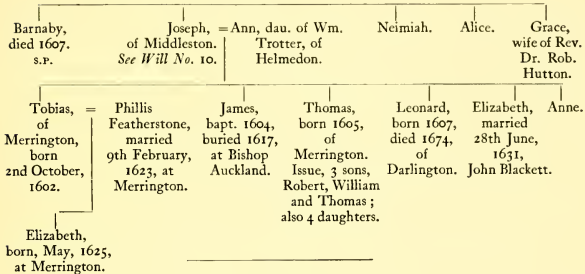 Barnaby,
died 1607.
S.P.
Joseph,
of Middleston.
See Will No. 10.
= Ann, dau. of Wm.
Trotter, of
Helmedon.
Neimiah.
Alice.
Grace,
wife of Rev.
Dr. Rob.
Hutton.
Tobias,
of
Merrington,
born
2nd October,
1602.
=
Phillis
Featherstone,
married
9th February,
1623, at
Merrington.
James,
bapt. 1604,
buried 1617,
at Bishop
Auckland.
Thomas,
born 1605,
of
Merrington.
Issue, 3 sons,
Robert, William
and Thomas ;
also 4 daughters.
Leonard,
born 1607,
died 1674,
of
Darlington.
Elizabeth,
married
28th June,
1631,
John Blackett.
Anne.
Elizabeth,
born, May, 1625,
at Merrington.